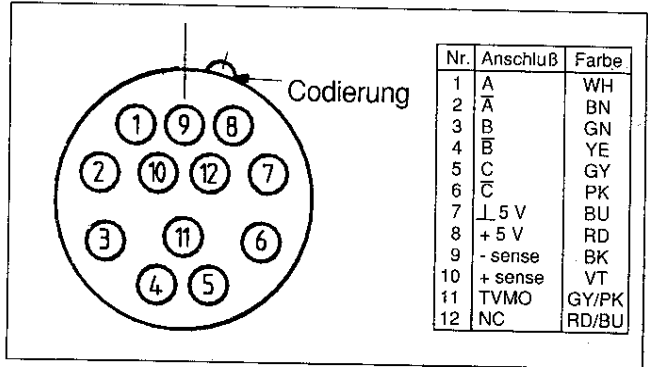 Codierung
1 9 8
2 10 12 7
3 11 6
4 5
Nr. Anschluß Farbe
1 A WH
2 A̅ BN
3 B GN
4 B̅ YE
5 C GY
6 C̅ PK
7 ⊥ 5 V BU
8 + 5 V RD
9 - sense BK
10 + sense VT
11 TVMO GY/PK
12 NC RD/BU